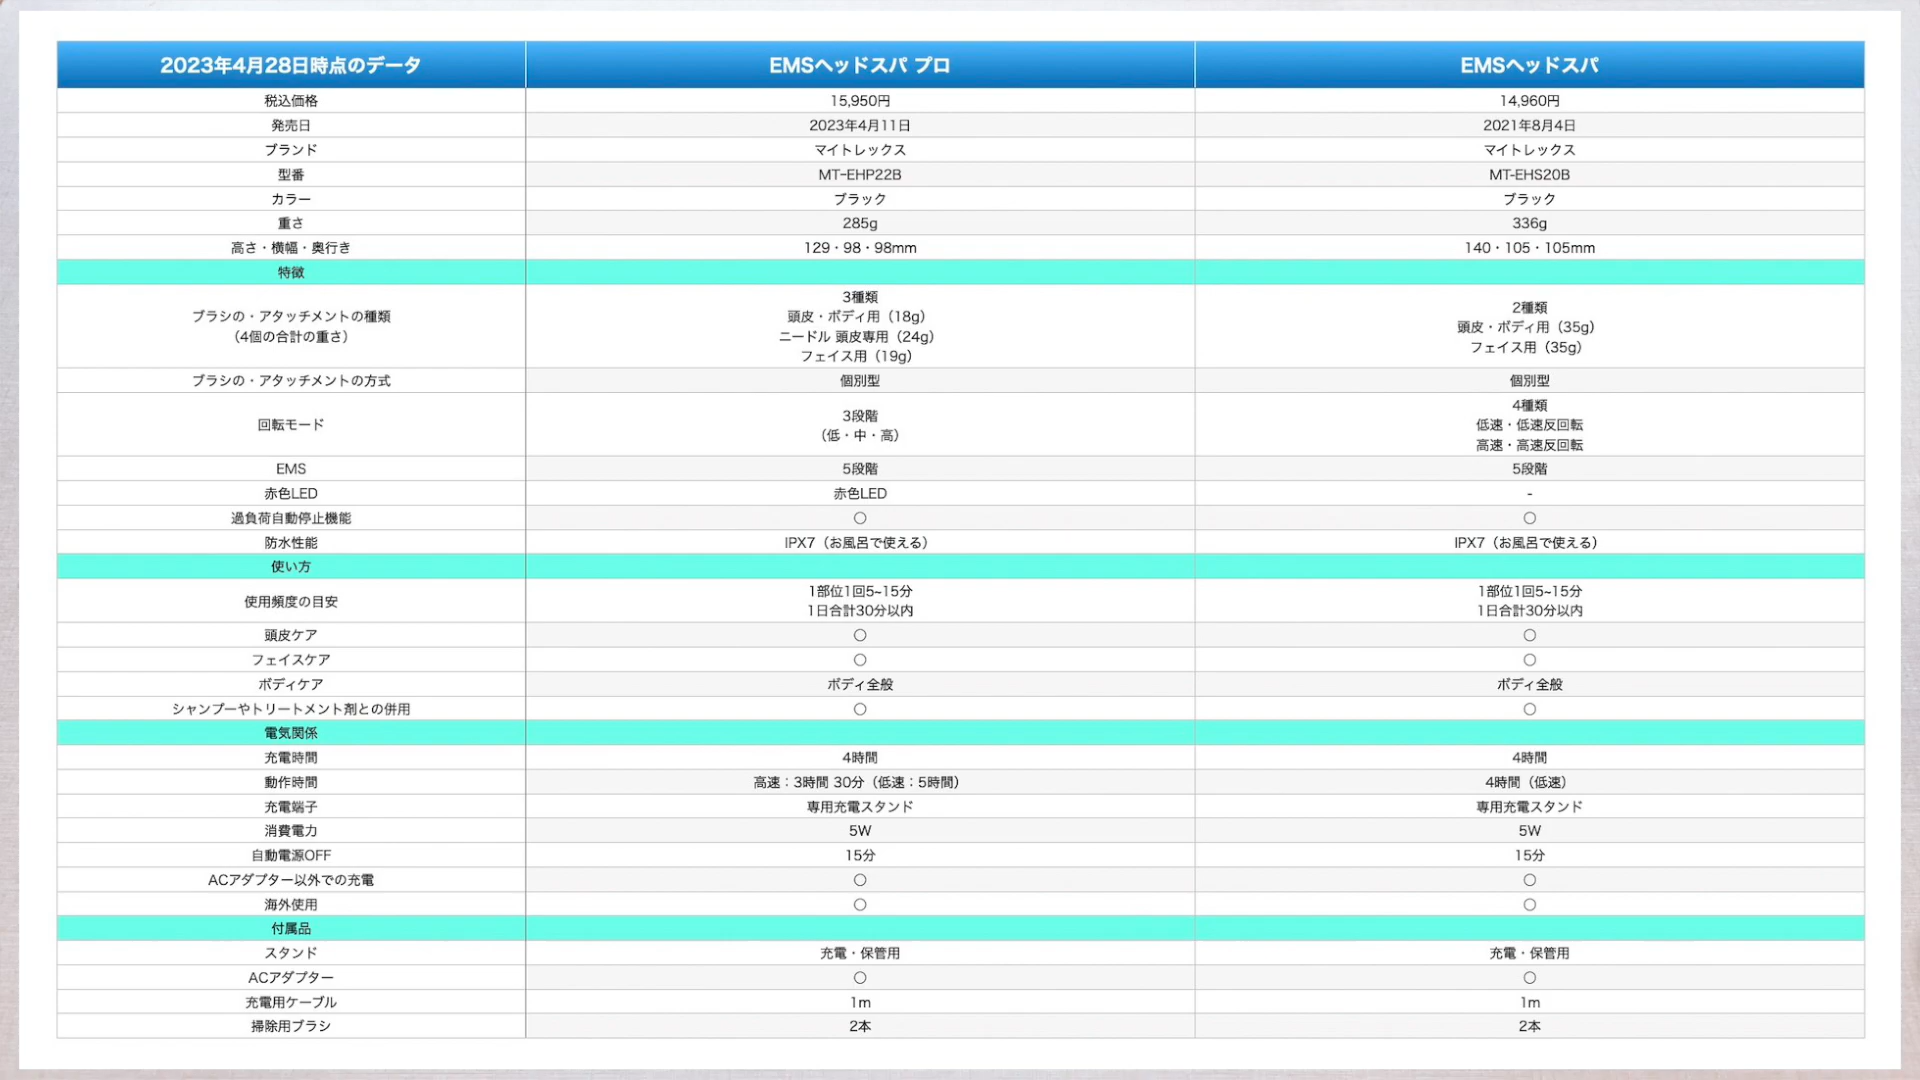 2023年4月28日時点のデータ EMSヘッドスパ プロ EMSヘッドスパ
税込価格 15,950円 14,960円
発売日 2023年4月11日 2021年8月4日
ブランド マイトレックス マイトレックス
型番 MT-EHP22B MT-EHS20B
カラー ブラック ブラック
重さ 285g 336g
高さ・横幅・奥行き 129・98・98mm 140・105・105mm
特徴
ブラシの・アタッチメントの種類
（4個の合計の重さ）
3種類
頭皮・ボディ用（18g）
ニードル 頭皮専用（24g）
フェイス用（19g）
2種類
頭皮・ボディ用（35g）
フェイス用（35g）
ブラシの・アタッチメントの方式 個別型 個別型
回転モード
3段階
（低・中・高）
4種類
低速・低速反回転
高速・高速反回転
EMS 5段階 5段階
赤色LED 赤色LED -
過負荷自動停止機能 ○ ○
防水性能 IPX7（お風呂で使える） IPX7（お風呂で使える）
使い方
使用頻度の目安
1部位1回5~15分
1日合計30分以内
1部位1回5~15分
1日合計30分以内
頭皮ケア ○ ○
フェイスケア ○ ○
ボディケア ボディ全般 ボディ全般
シャンプーやトリートメント剤との併用 ○ ○
電気関係
充電時間 4時間 4時間
動作時間 高速：3時間 30分（低速：5時間） 4時間（低速）
充電端子 専用充電スタンド 専用充電スタンド
消費電力 5W 5W
自動電源OFF 15分 15分
ACアダプター以外での充電 ○ ○
海外使用 ○ ○
付属品
スタンド 充電・保管用 充電・保管用
ACアダプター ○ ○
充電用ケーブル 1m 1m
掃除用ブラシ 2本 2本